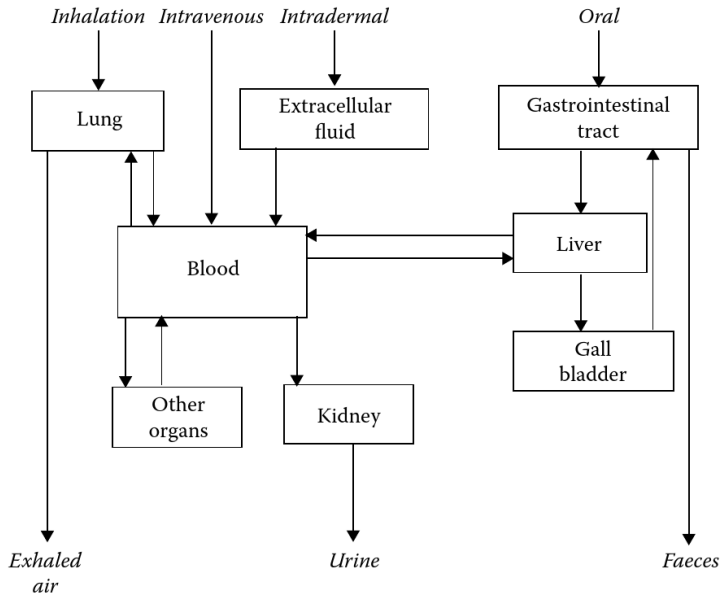 Inhalation
Intravenous
Intradermal
Oral
Lung
Extracellular
fluid
Gastrointestinal
tract
Blood
Liver
Gall
bladder
Other
organs
Kidney
Exhaled
air
Urine
Faeces